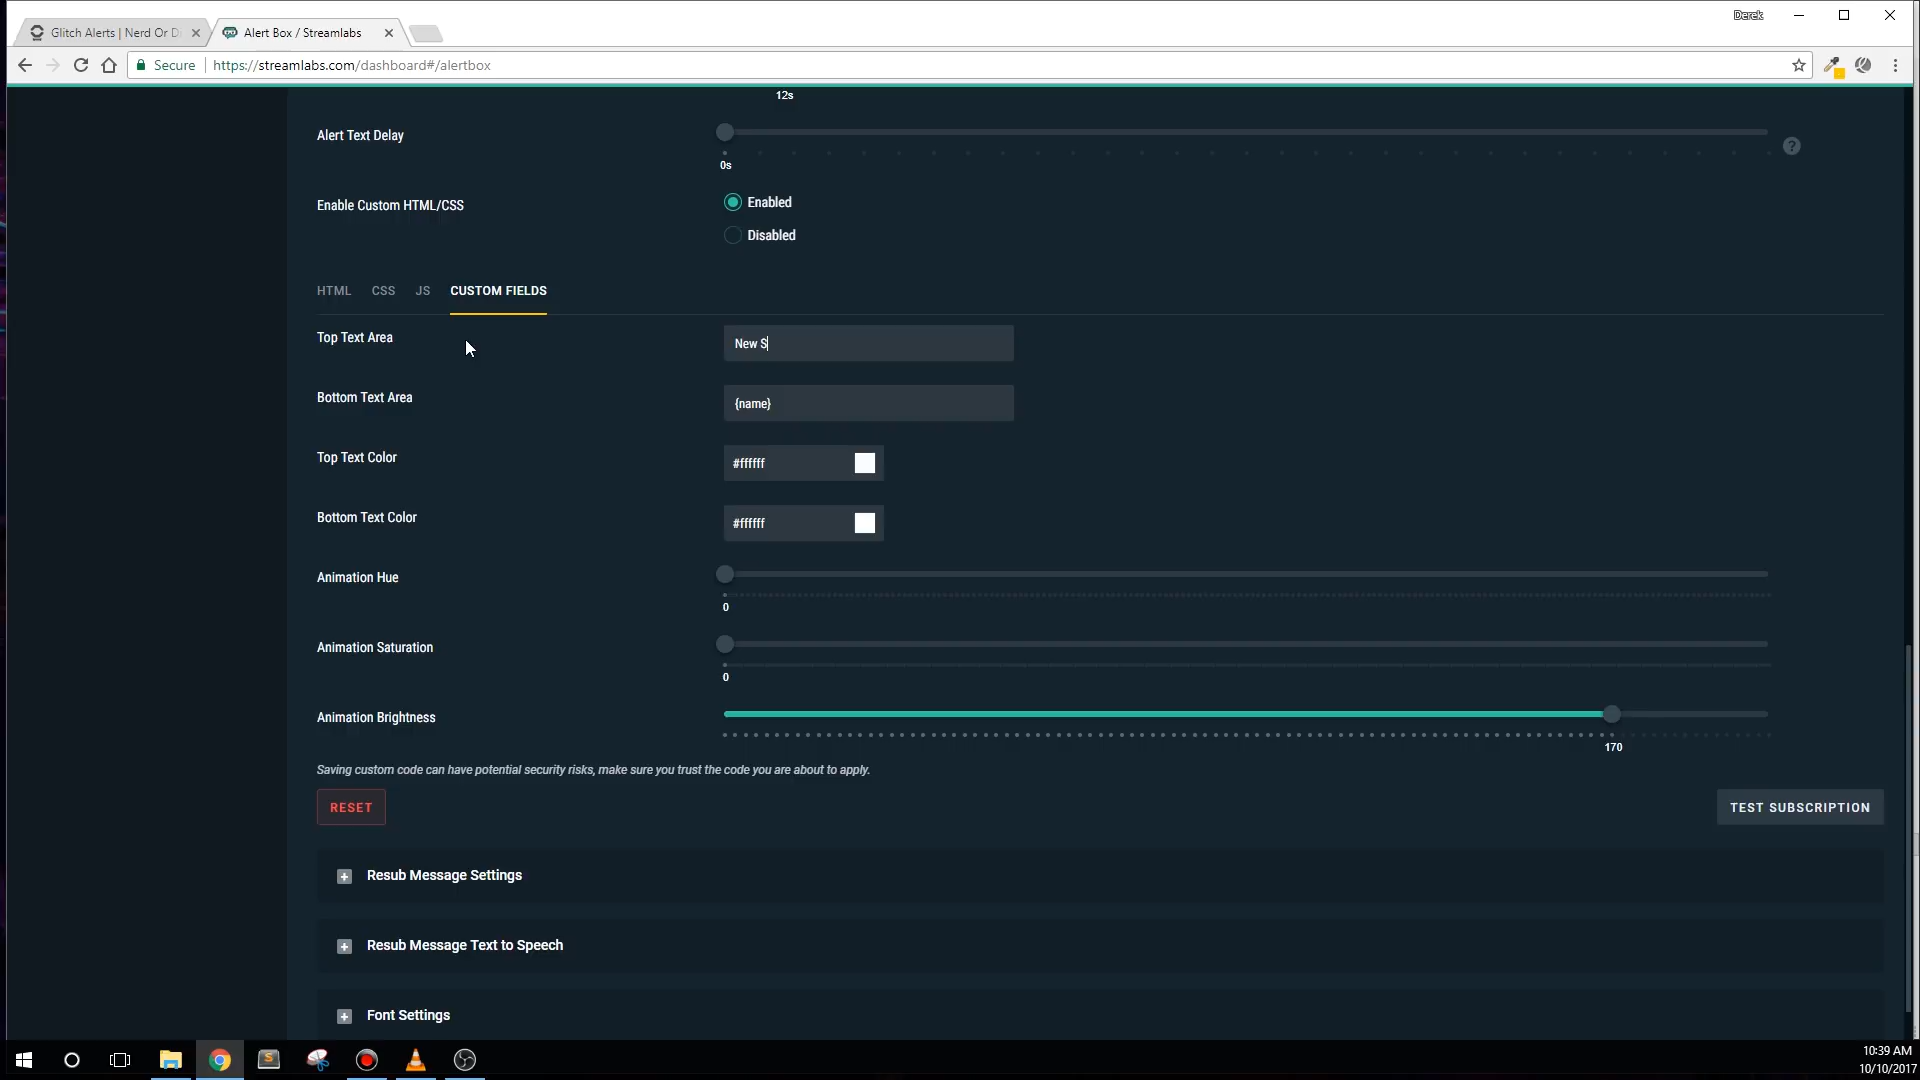 Derek
Glitch Alerts | Nerd Or D
Alert Box / Streamlabs
Secure
https://streamlabs.com/dashboard#/alertbox
12s
Alert Text Delay
0s
?
Enable Custom HTML/CSS
Enabled
Disabled
HTML CSS JS CUSTOM FIELDS
Top Text Area
New S
Bottom Text Area
{name}
Top Text Color
#ffffff
Bottom Text Color
#ffffff
Animation Hue
0
Animation Saturation
0
Animation Brightness
170
Saving custom code can have potential security risks, make sure you trust the code you are about to apply.
RESET
TEST SUBSCRIPTION
Resub Message Settings
Resub Message Text to Speech
Font Settings
10:39 AM
10/10/2017